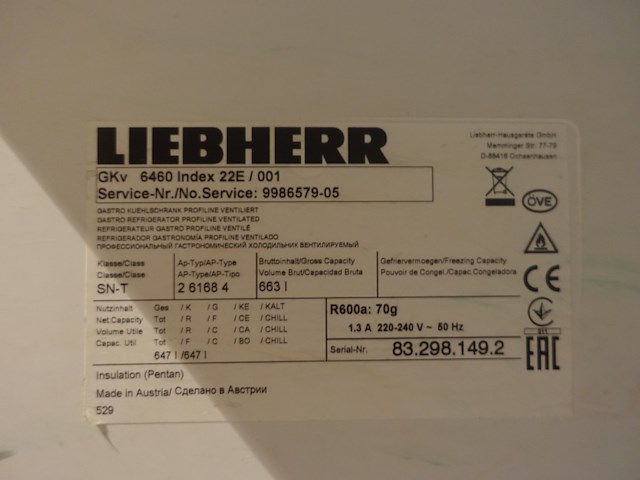 LIEBHERR
Liebherr-Hausgeräte GmbH
Memminger Str. 77-79
D-88416 Ochsenhausen
GKv 6460 Index 22E / 001
Service-Nr./No.Service: 9986579-05
GASTRO KUEHLSCHRANK PROFILINE VENTILIERT
GASTRO REFRIGERATOR PROFILINE VENTILATED
REFRIGERATEUR GASTRO PROFILINE VENTILÉ
REFRIGERADOR GASTRONOMÍA PROFILINE VENTILADO
ПРОФЕССИОНАЛЬНЫЙ ГАСТРОНОМИЧЕСКИЙ ХОЛОДИЛЬНИК ВЕНТИЛИРУЕМЫЙ
ÖVE
Klasse/Class Ap-Typ/AP-Type Bruttoinhalt/Gross Capacity Gefriervermoegen/Freezing Capacity
Classe/Clase AP-Type/AP-Tipo Volume Brut/Capacidad Bruta Pouvoir de Congel./Capac.Congeladora
SN-T 2 6168 4 663 l
CE
Nutzinhalt Ges / K / G / KE / KALT
Net.Capacity Tot / R / F / CE / CHILL
Volume Utile Tot / R / C / CA / CHILL
Capac. Util Tot / F / C / BO / CHILL
647 l /647 l
R600a: 70g
1.3 A 220-240 V ~ 50 Hz
Serial-Nr. 83.298.149.2
EAC
Insulation (Pentan)
Made in Austria/ Сделано в Австрии
529